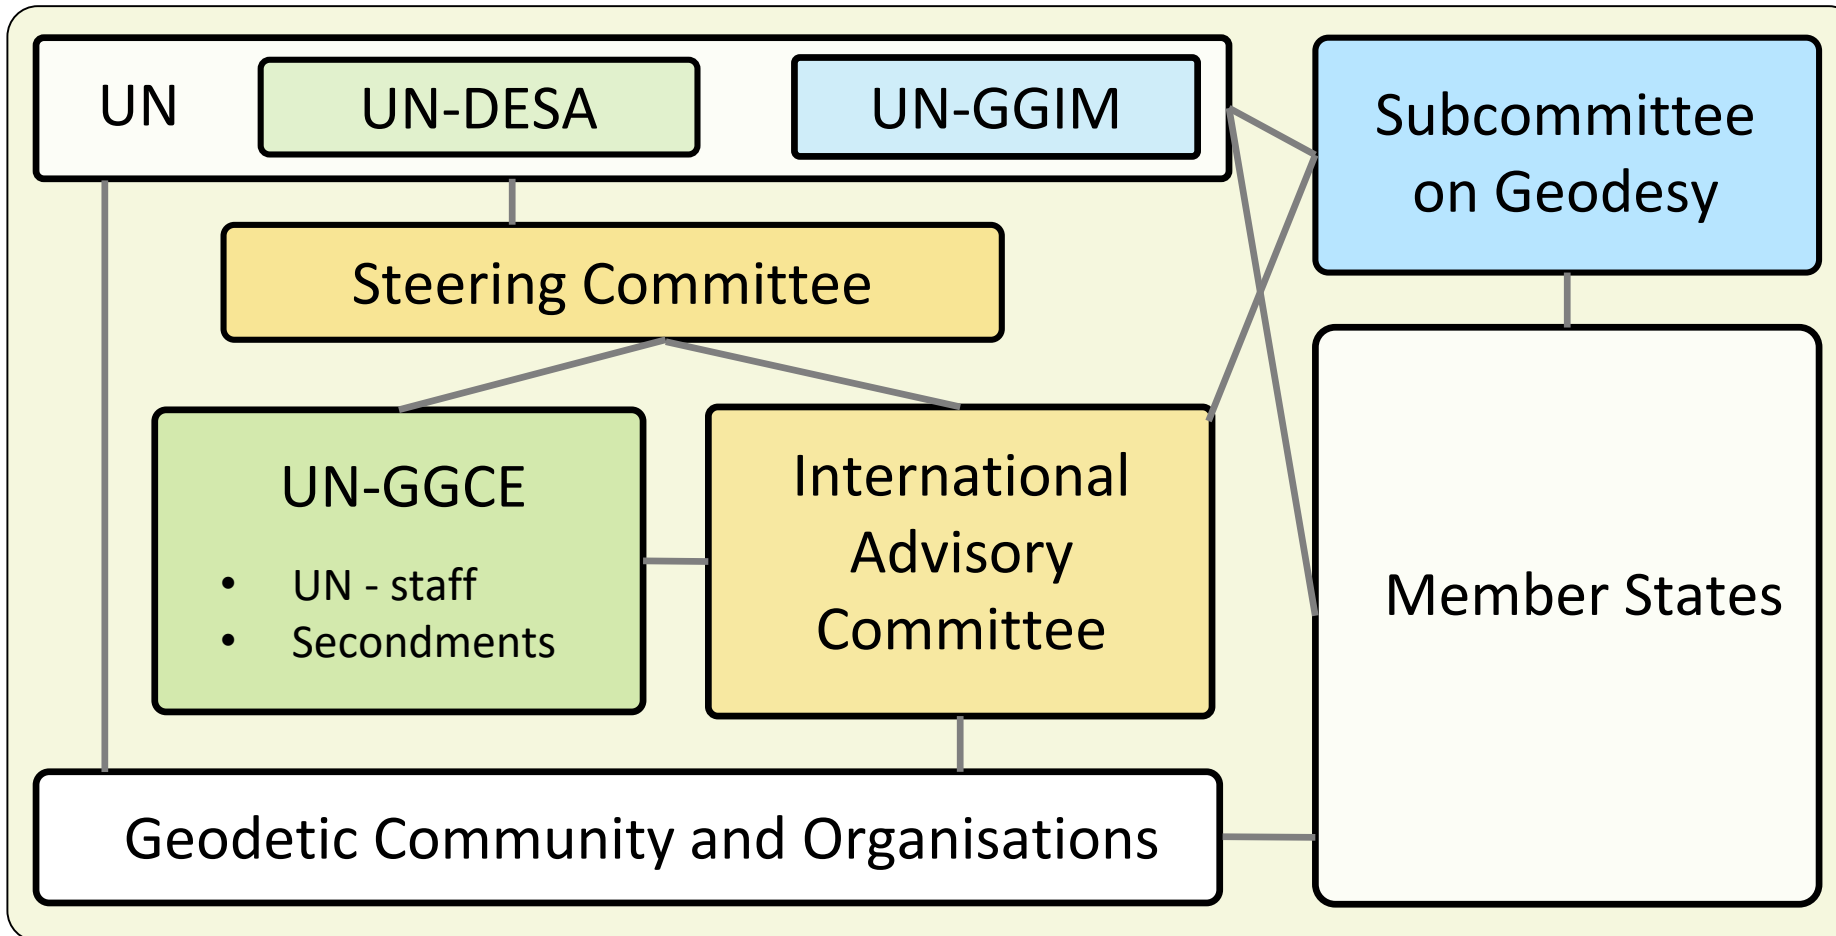 UN
UN-DESA
UN-GGIM
Subcommittee
on Geodesy
Steering Committee
UN-GGCE
• UN - staff
• Secondments
International
Advisory
Committee
Member States
Geodetic Community and Organisations